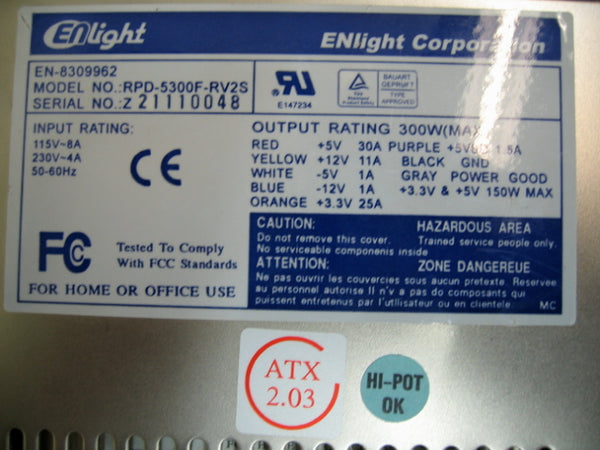 ENlight
ENlight Corporation
EN-8309962
MODEL NO.:RPD-5300F-RV2S
SERIAL NO.:Z 21110048
E147234
TÜV
Product Safety
BAUART
GEPRÜFT
TYPE
APPROVED
INPUT RATING:
115V~8A
230V~4A
50-60Hz
CE
OUTPUT RATING 300W(MAX
RED +5V 30A PURPLE +5VSB 1.5A
YELLOW +12V 11A BLACK GND
WHITE -5V 1A GRAY POWER GOOD
BLUE -12V 1A +3.3V & +5V 150W MAX
ORANGE +3.3V 25A
FC
Tested To Comply
With FCC Standards
FOR HOME OR OFFICE USE
CAUTION: HAZARDOUS AREA
Do not remove this cover. Trained service people only.
No serviceable componenis inside
ATTENTION: ZONE DANGEREUE
Ne pas ouvrir les couvercies sous aucun pretexte. Reservee
au personnel autorise Il n'v a pas do composants qui
puissent entretenus par l'utilisateur ou en clientele. MC
ATX
2.03
HI-POT
OK